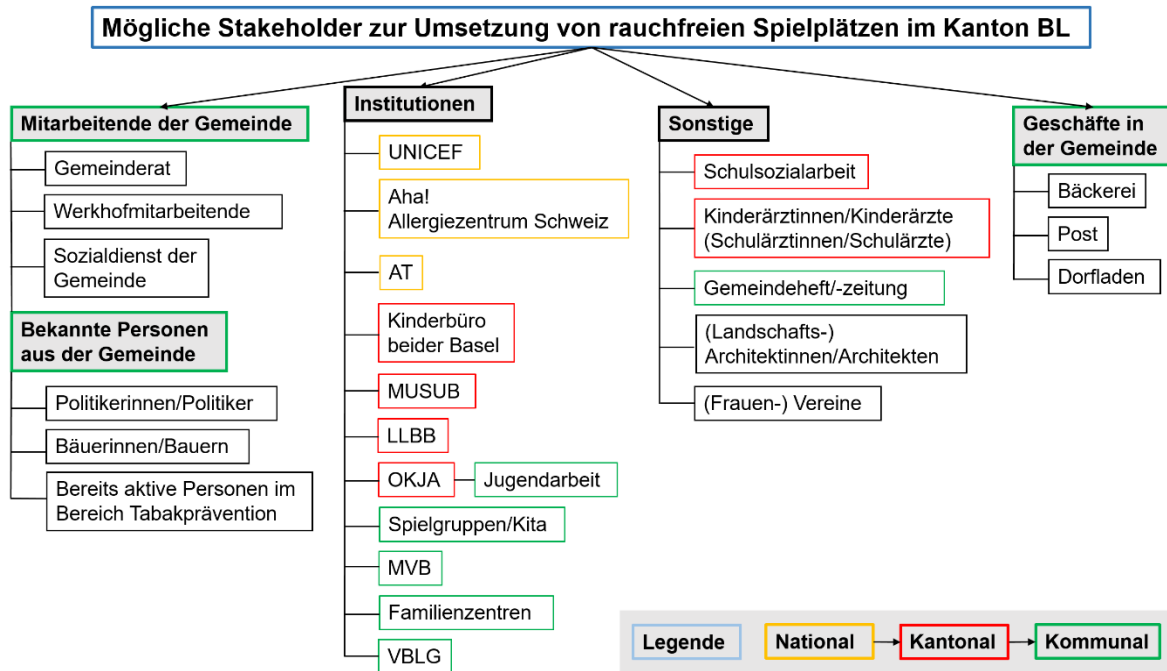 Mögliche Stakeholder zur Umsetzung von rauchfreien Spielplätzen im Kanton BL
Mitarbeitende der Gemeinde
Gemeinderat
Werkhofmitarbeitende
Sozialdienst der
Gemeinde
Bekannte Personen
aus der Gemeinde
Politikerinnen/Politiker
Bäuerinnen/Bauern
Bereits aktive Personen im
Bereich Tabakprävention
Institutionen
UNICEF
Aha!
Allergiezentrum Schweiz
AT
Kinderbüro
beider Basel
MUSUB
LLBB
OKJA
Jugendarbeit
Spielgruppen/Kita
MVB
Familienzentren
VBLG
Sonstige
Schulsozialarbeit
Kinderärztinnen/Kinderärzte
(Schulärztinnen/Schulärzte)
Gemeindeheft/-zeitung
(Landschafts-)
Architektinnen/Architekten
(Frauen-) Vereine
Geschäfte in
der Gemeinde
Bäckerei
Post
Dorfladen
Legende
National
Kantonal
Kommunal